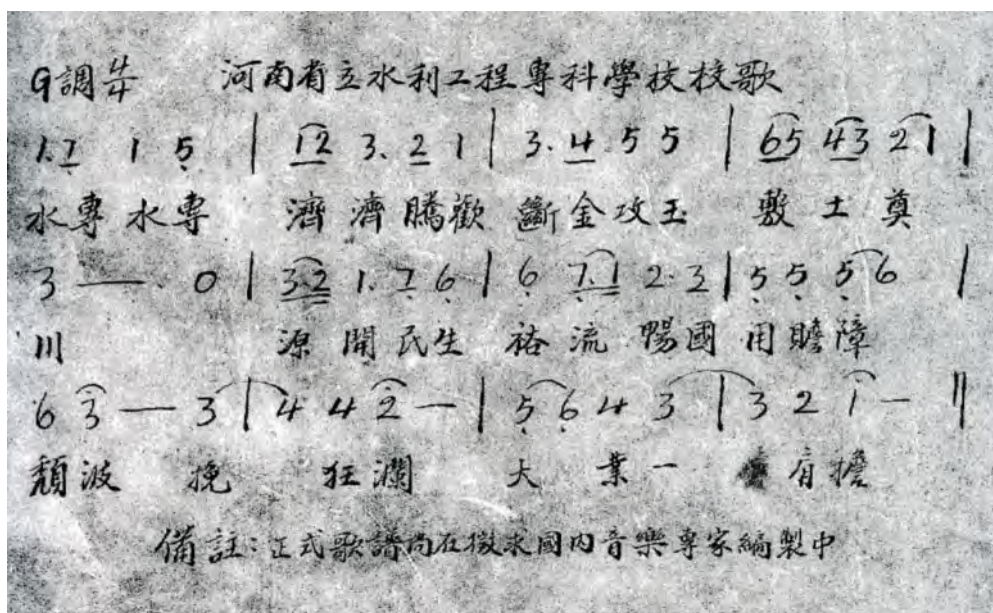 G調 4/4 河南省立水利工程專科學校校歌
1.7 1 5 | 12 3. 2 1 | 3. 4 5 5 | 65 43 21 |
水專水專 濟濟騰歡 斷金攻玉 敷土奠
3 — 0 | 3.2 1. 7 6 | 6 7.1 2.3 | 5 5 5 6 |
川 源開民生 裕流暢國 用贍障
6 3 — 3 | 4 4 2 — | 5 6 4 3 | 3 2 1 — ||
頹波 挽 狂瀾 大業一 肩擔
備註:正式歌譜尚在徵求國內音樂專家編製中